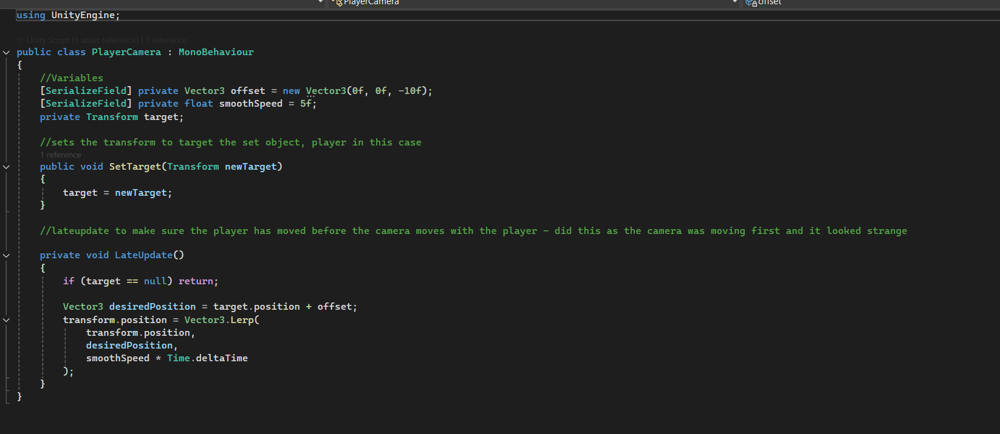 PlayerCamera
offset
using UnityEngine;
Unity Script (1 asset reference) | 1 reference
public class PlayerCamera : MonoBehaviour
{
//Variables
[SerializeField] private Vector3 offset = new Vector3(0f, 0f, -10f);
[SerializeField] private float smoothSpeed = 5f;
private Transform target;
//sets the transform to target the set object, player in this case
1 reference
public void SetTarget(Transform newTarget)
{
target = newTarget;
}
//lateupdate to make sure the player has moved before the camera moves with the player - did this as the camera was moving first and it looked strange
private void LateUpdate()
{
if (target == null) return;
Vector3 desiredPosition = target.position + offset;
transform.position = Vector3.Lerp(
transform.position,
desiredPosition,
smoothSpeed * Time.deltaTime
);
}
}